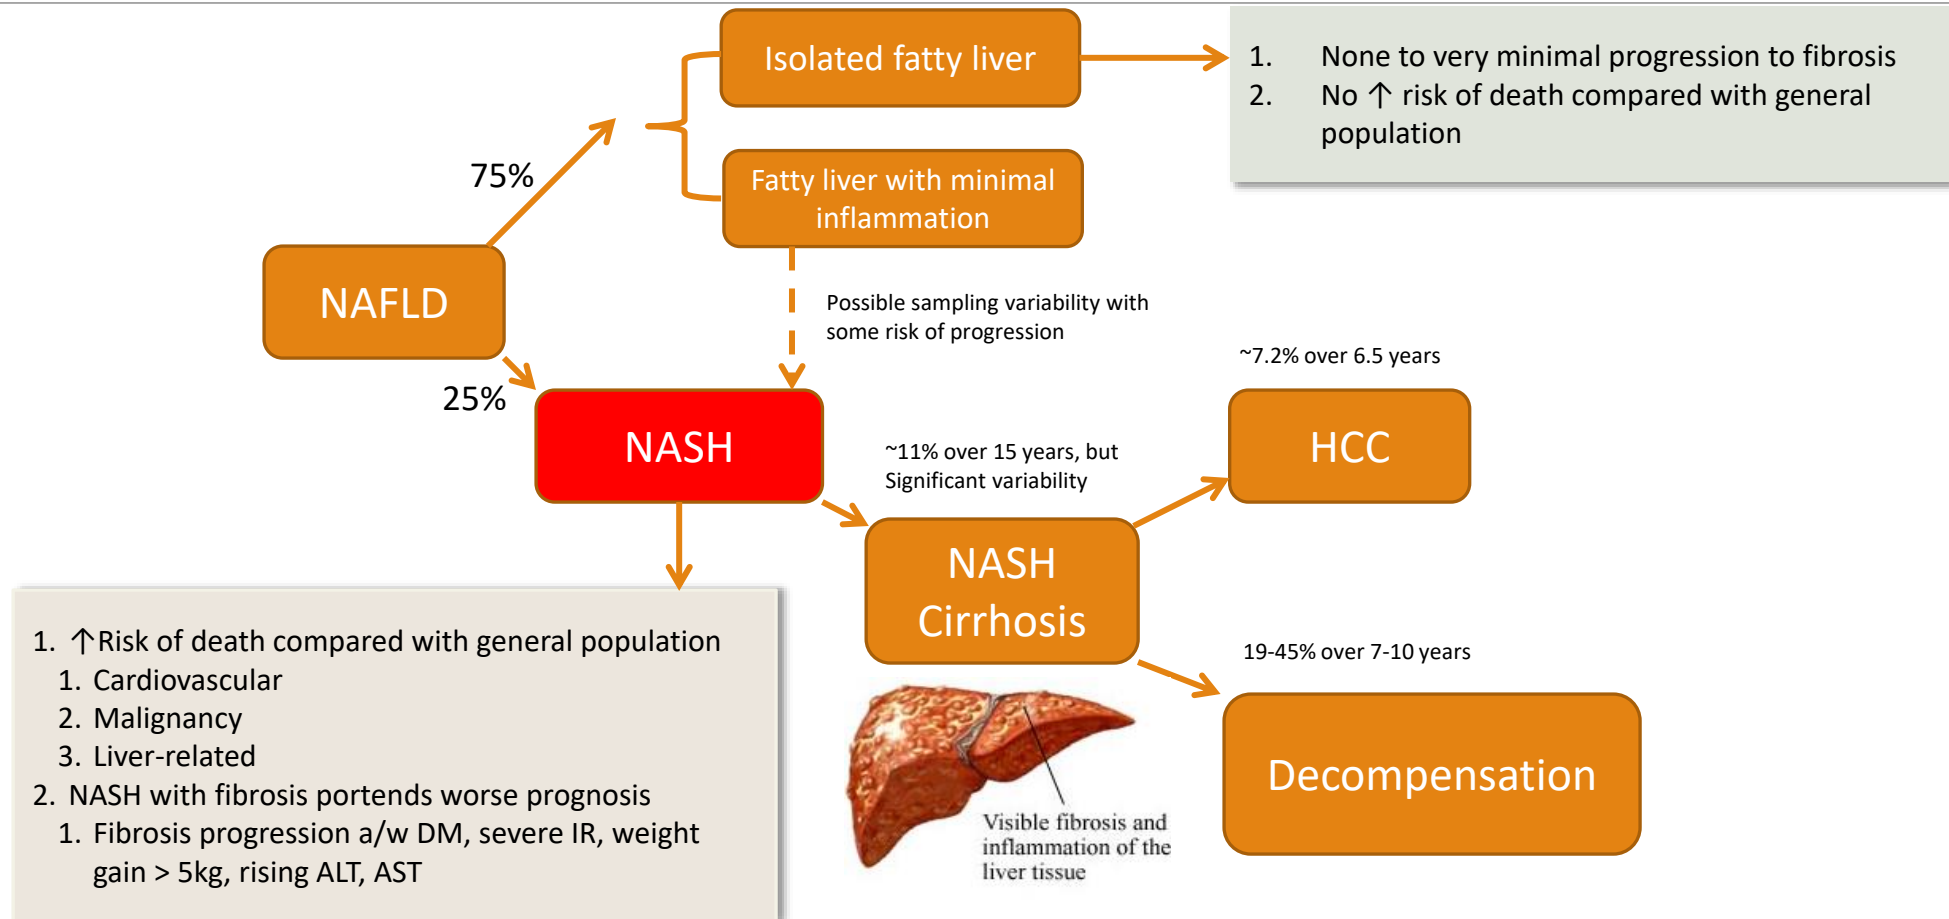 Isolated fatty liver
1. None to very minimal progression to fibrosis
2. No ↑ risk of death compared with general
population
75%
Fatty liver with minimal
inflammation
NAFLD
Possible sampling variability with
some risk of progression
~7.2% over 6.5 years
25%
NASH
~11% over 15 years, but
Significant variability
HCC
NASH
Cirrhosis
1. ↑Risk of death compared with general population
1. Cardiovascular
2. Malignancy
3. Liver-related
2. NASH with fibrosis portends worse prognosis
1. Fibrosis progression a/w DM, severe IR, weight
gain > 5kg, rising ALT, AST
19-45% over 7-10 years
Decompensation
Visible fibrosis and
inflammation of the
liver tissue